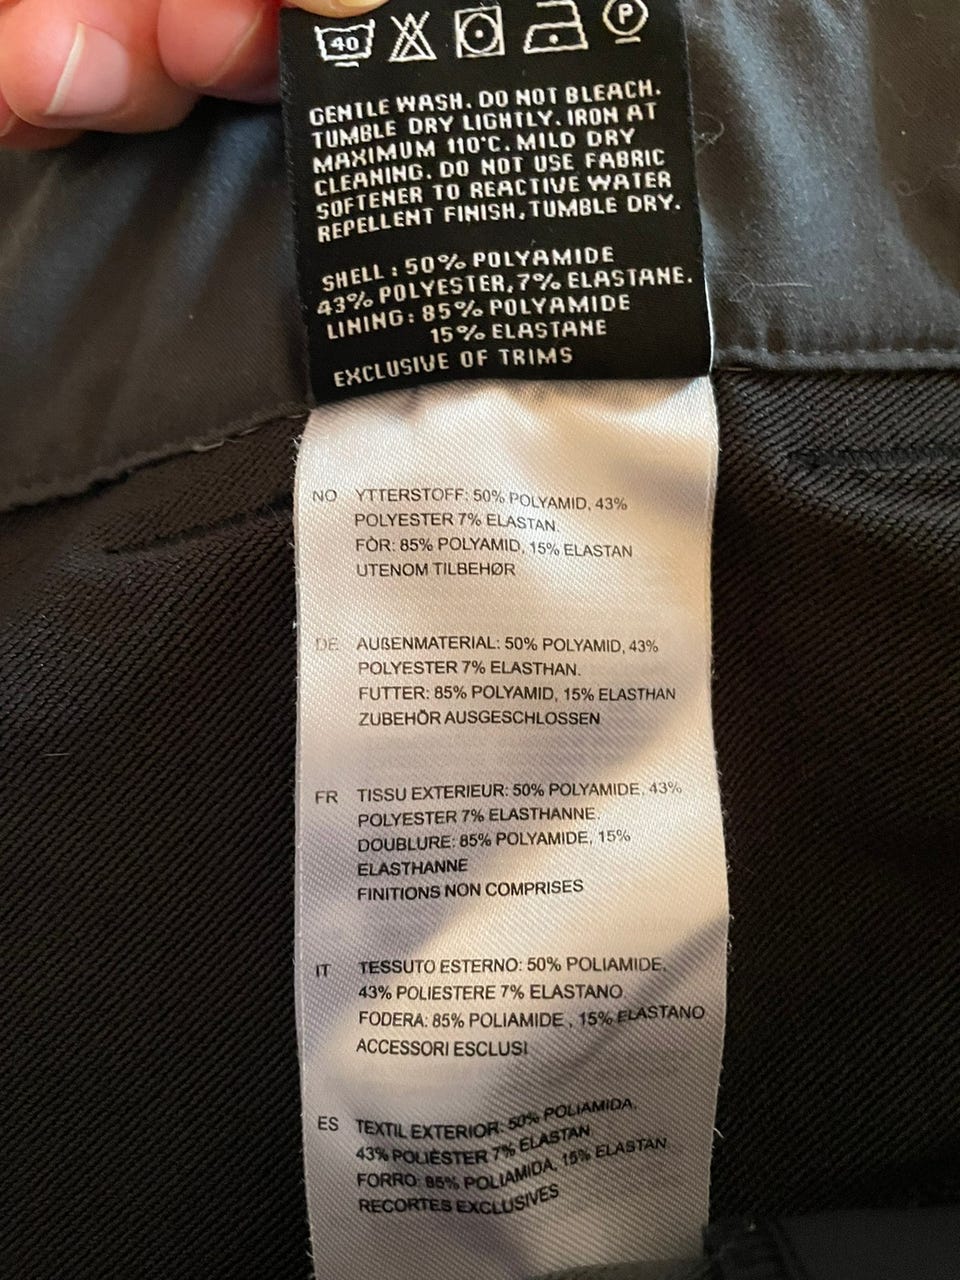 40 P
GENTLE WASH. DO NOT BLEACH.
TUMBLE DRY LIGHTLY. IRON AT
MAXIMUM 110°C. MILD DRY
CLEANING. DO NOT USE FABRIC
SOFTENER TO REACTIVE WATER
REPELLENT FINISH, TUMBLE DRY.
SHELL : 50% POLYAMIDE
43% POLYESTER, 7% ELASTANE.
LINING: 85% POLYAMIDE
15% ELASTANE
EXCLUSIVE OF TRIMS
NO YTTERSTOFF: 50% POLYAMID, 43%
POLYESTER 7% ELASTAN.
FÒR: 85% POLYAMID, 15% ELASTAN
UTENOM TILBEHØR
DE AUßENMATERIAL: 50% POLYAMID, 43%
POLYESTER 7% ELASTHAN.
FUTTER: 85% POLYAMID, 15% ELASTHAN
ZUBEHÖR AUSGESCHLOSSEN
FR TISSU EXTERIEUR: 50% POLYAMIDE, 43%
POLYESTER 7% ELASTHANNE.
DOUBLURE: 85% POLYAMIDE, 15%
ELASTHANNE
FINITIONS NON COMPRISES
IT TESSUTO ESTERNO: 50% POLIAMIDE,
43% POLIESTERE 7% ELASTANO
FODERA: 85% POLIAMIDE , 15% ELASTANO
ACCESSORI ESCLUSI
ES TEXTIL EXTERIOR: 50% POLIAMIDA,
43% POLIÈSTER 7% ELASTAN
FORRO: 85% POLIAMIDA, 15% ELASTAN
RECORTES EXCLUSIVES